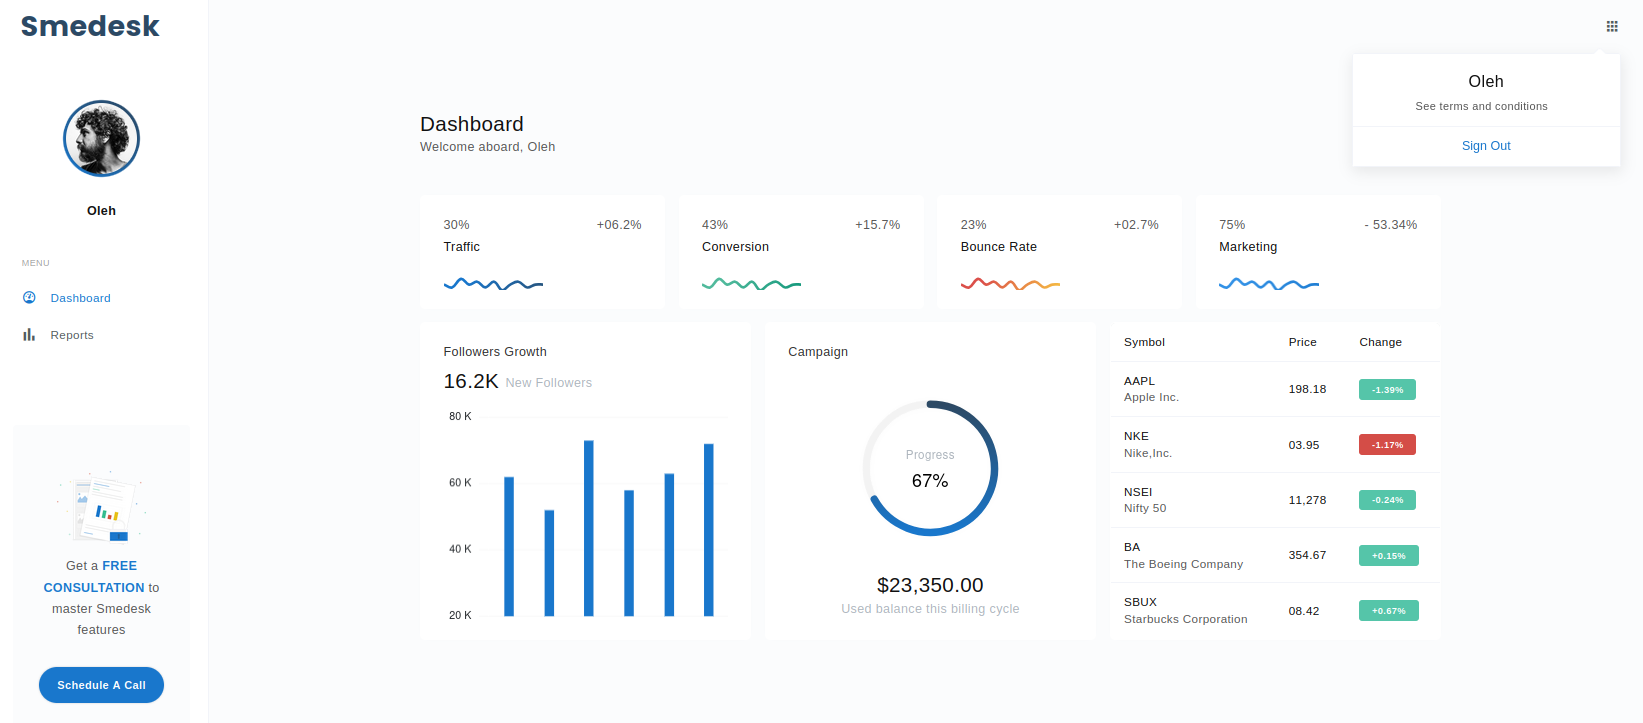 Smedesk
Oleh
MENU
Dashboard
Reports
Get a FREE
CONSULTATION to
master Smedesk
features
Schedule A Call
Oleh
See terms and conditions
Sign Out
Dashboard
Welcome aboard, Oleh
30% +06.2%
Traffic
43% +15.7%
Conversion
23% +02.7%
Bounce Rate
75% - 53.34%
Marketing
Followers Growth
16.2K New Followers
80 K
60 K
40 K
20 K
Campaign
Progress
67%
$23,350.00
Used balance this billing cycle
Symbol Price Change
AAPL
Apple Inc. 198.18 -1.39%
NKE
Nike,Inc. 03.95 -1.17%
NSEI
Nifty 50 11,278 -0.24%
BA
The Boeing Company 354.67 +0.15%
SBUX
Starbucks Corporation 08.42 +0.67%